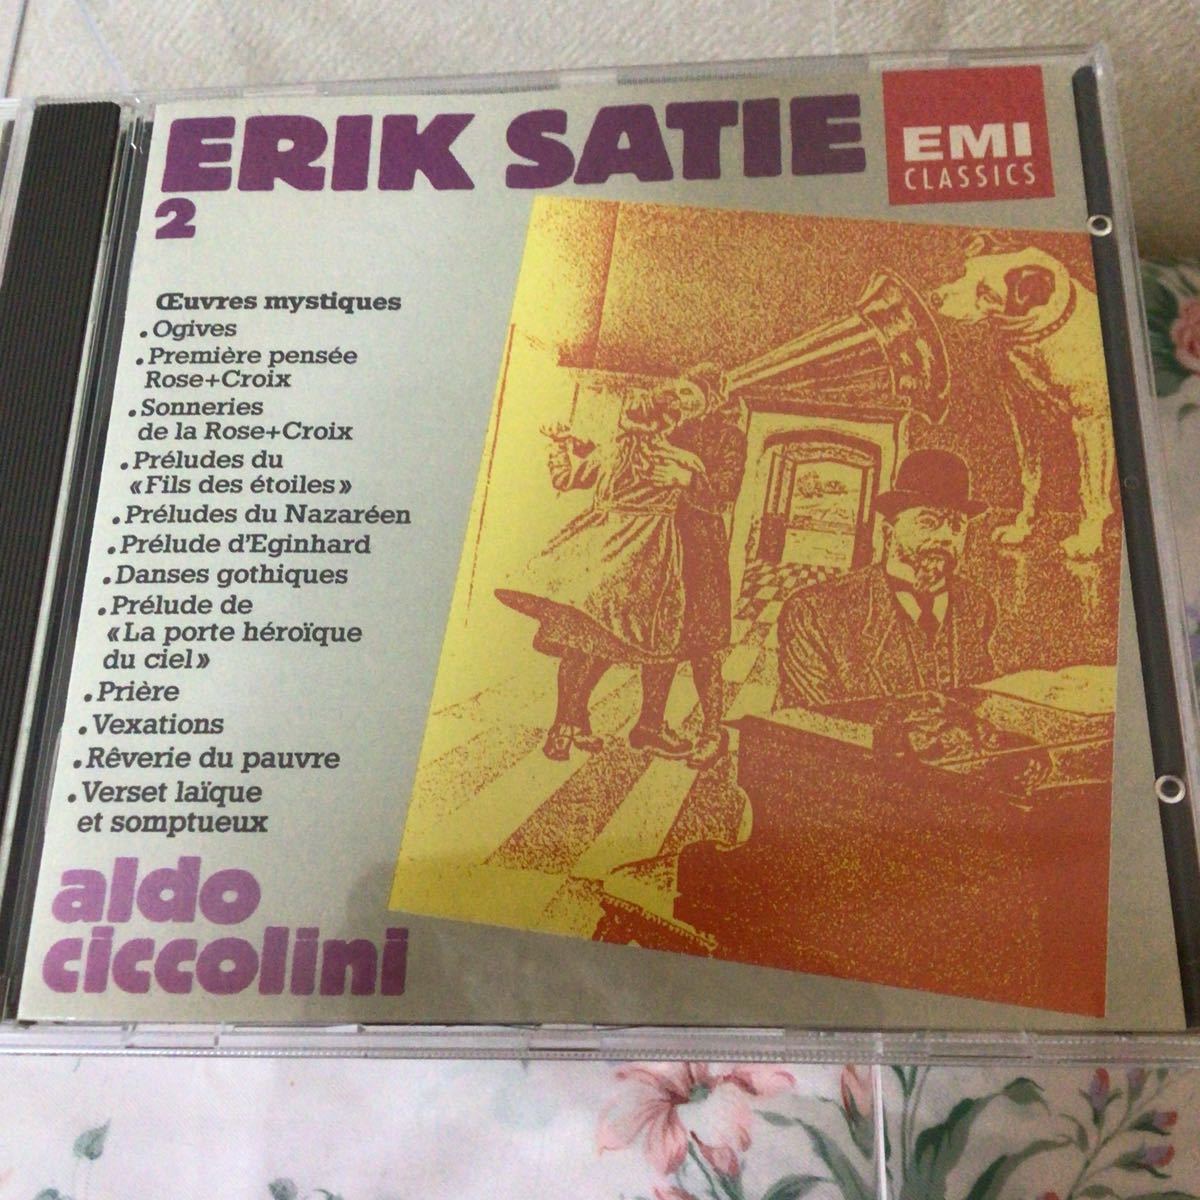 ERIK SATIE
2
EMI
CLASSICS
Œuvres mystiques
• Ogives
• Première pensée
Rose+Croix
• Sonneries
de la Rose+Croix
• Préludes du
«Fils des étoiles»
• Préludes du Nazaréen
• Prélude d'Eginhard
• Danses gothiques
• Prélude de
«La porte héroïque
du ciel»
• Prière
• Vexations
• Rêverie du pauvre
• Verset laïque
et somptueux
aldo
ciccolini